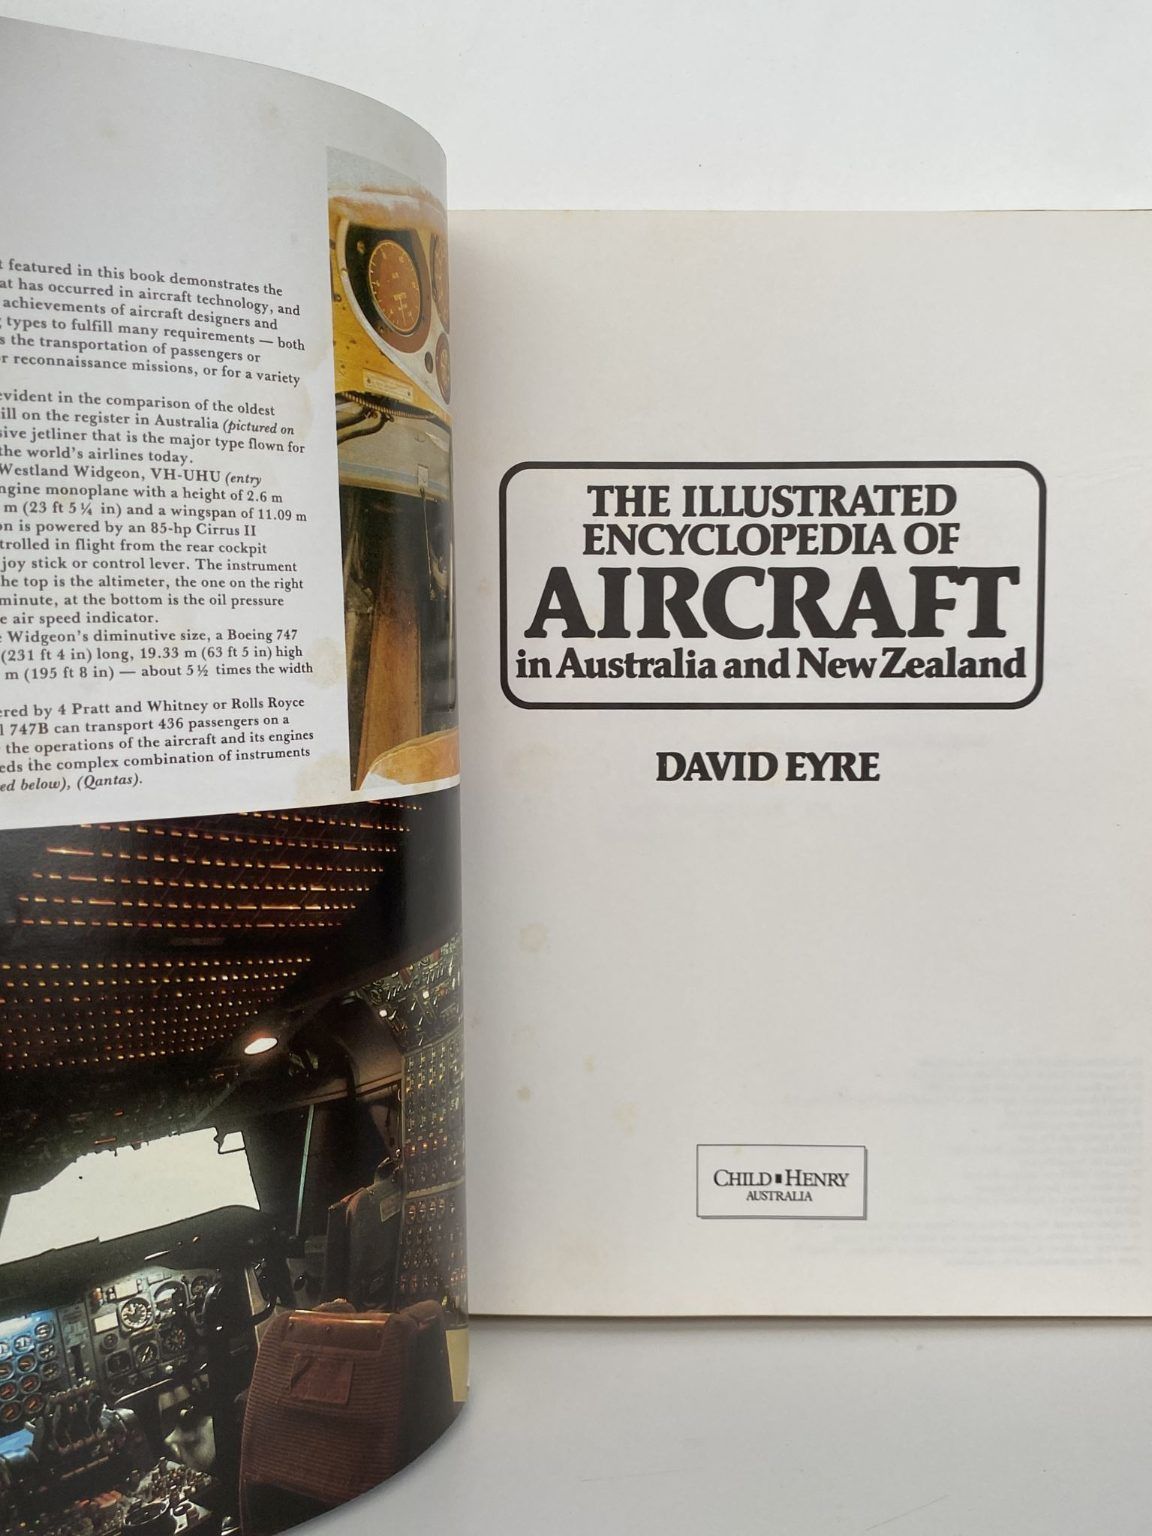 featured in this book demonstrates the
at has occurred in aircraft technology, and
achievements of aircraft designers and
types to fulfill many requirements — both
s the transportation of passengers or
r reconnaissance missions, or for a variety
evident in the comparison of the oldest
ill on the register in Australia (pictured on
sive jetliner that is the major type flown for
the world's airlines today.
Westland Widgeon, VH-UHU (entry
ngine monoplane with a height of 2.6 m
m (23 ft 5¼ in) and a wingspan of 11.09 m
on is powered by an 85-hp Cirrus II
trolled in flight from the rear cockpit
joy stick or control lever. The instrument
he top is the altimeter, the one on the right
minute, at the bottom is the oil pressure
e air speed indicator.
Widgeon's diminutive size, a Boeing 747
(231 ft 4 in) long, 19.33 m (63 ft 5 in) high
m (195 ft 8 in) — about 5½ times the width
ered by 4 Pratt and Whitney or Rolls Royce
l 747B can transport 436 passengers on a
the operations of the aircraft and its engines
eds the complex combination of instruments
ed below), (Qantas).
THE ILLUSTRATED
ENCYCLOPEDIA OF
AIRCRAFT
in Australia and New Zealand
DAVID EYRE
CHILD▪HENRY
AUSTRALIA